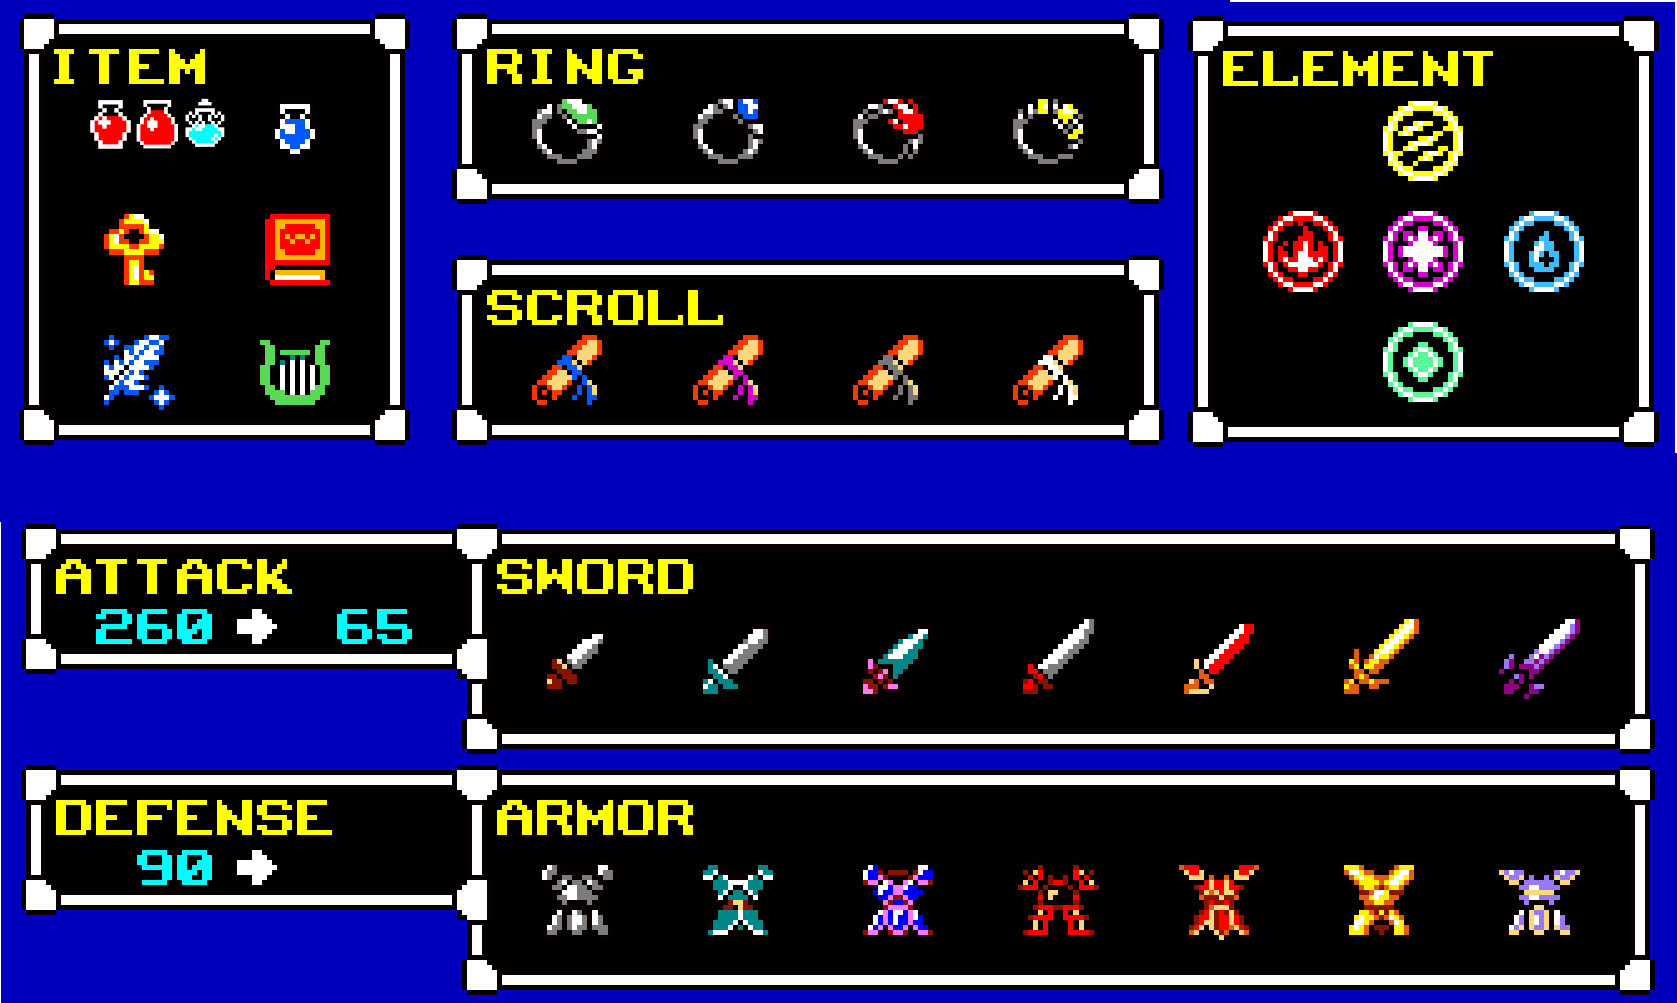 ITEM
RING
ELEMENT
SCROLL
ATTACK
260 → 65
SWORD
DEFENSE
90 →
ARMOR